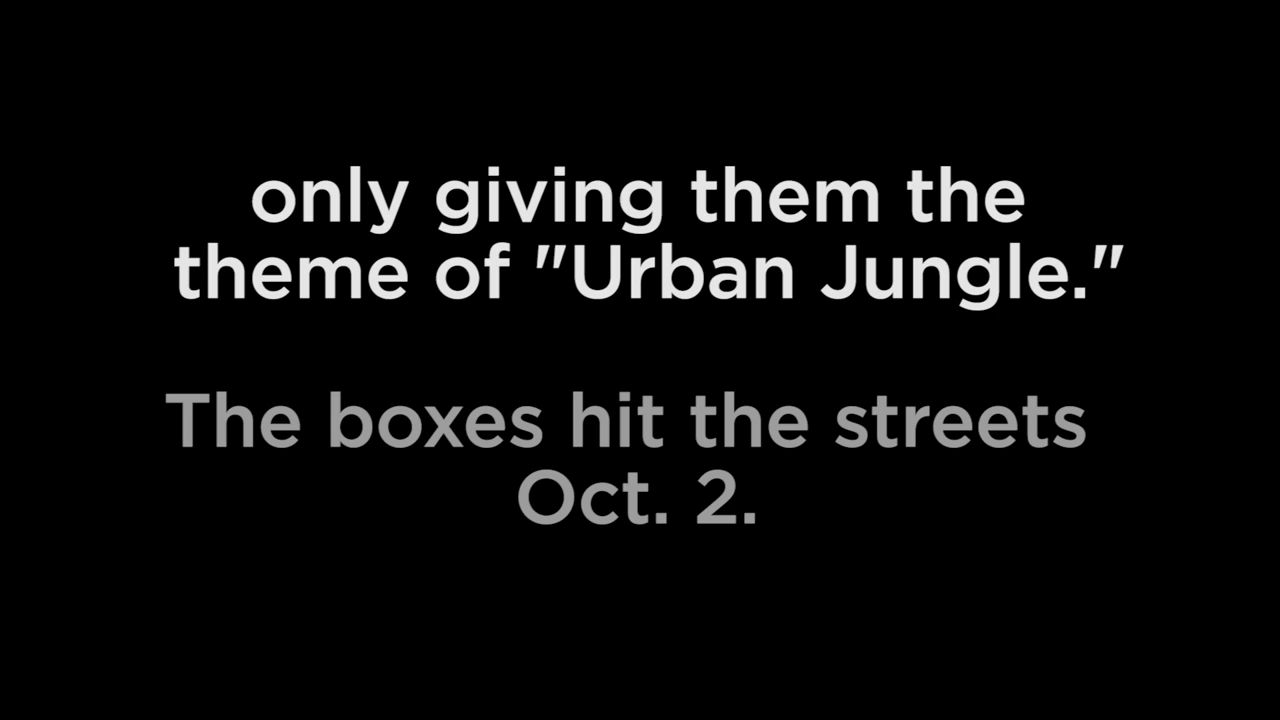 only giving them the
theme of "Urban Jungle."
The boxes hit the streets
Oct. 2.